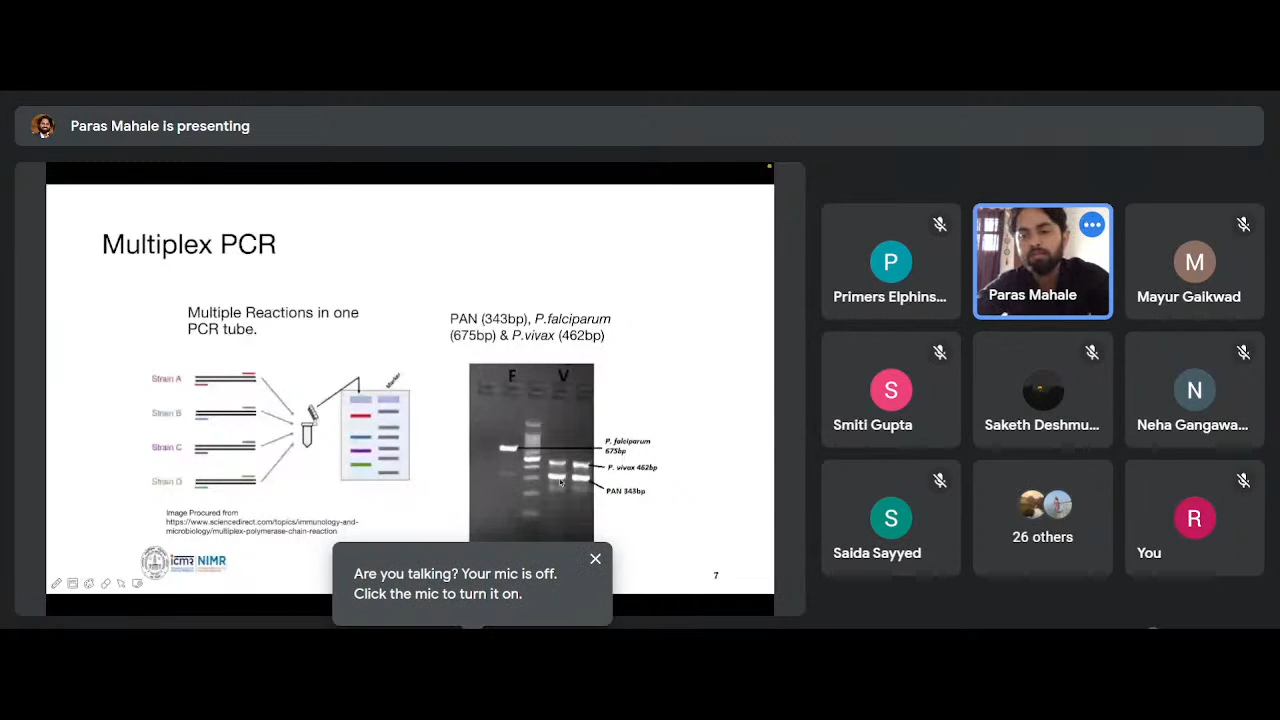 Paras Mahale is presenting
Multiplex PCR
Multiple Reactions in one
PCR tube.
PAN (343bp), P.falciparum
(675bp) & P.vivax (462bp)
Strain A
Strain B
Strain C
Strain D
Marker
F V
P. falciparum
675bp
P. vivax 462bp
PAN 343bp
Image Procured from
https://www.sciencedirect.com/topics/immunology-and-
microbiology/multiplex-polymerase-chain-reaction
icmr NIMR
7
Are you talking? Your mic is off.
Click the mic to turn it on.
P
Primers Elphins...
Paras Mahale
M
Mayur Gaikwad
S
Smiti Gupta
Saketh Deshmu...
N
Neha Gangawa...
S
Saida Sayyed
26 others
R
You